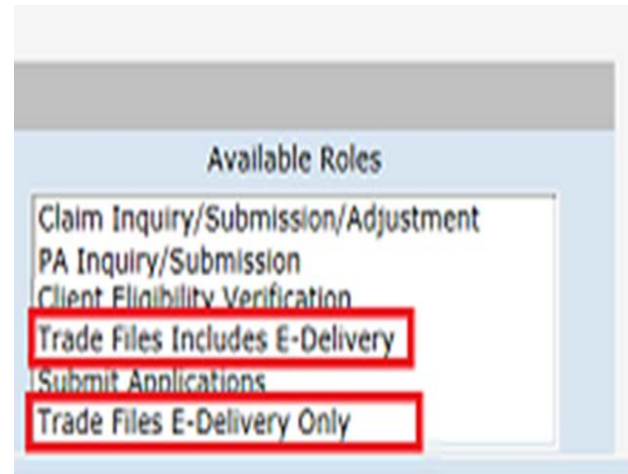 Available Roles
Claim Inquiry/Submission/Adjustment
PA Inquiry/Submission
Client Eligibility Verification
Trade Files Includes E-Delivery
Submit Applications
Trade Files E-Delivery Only